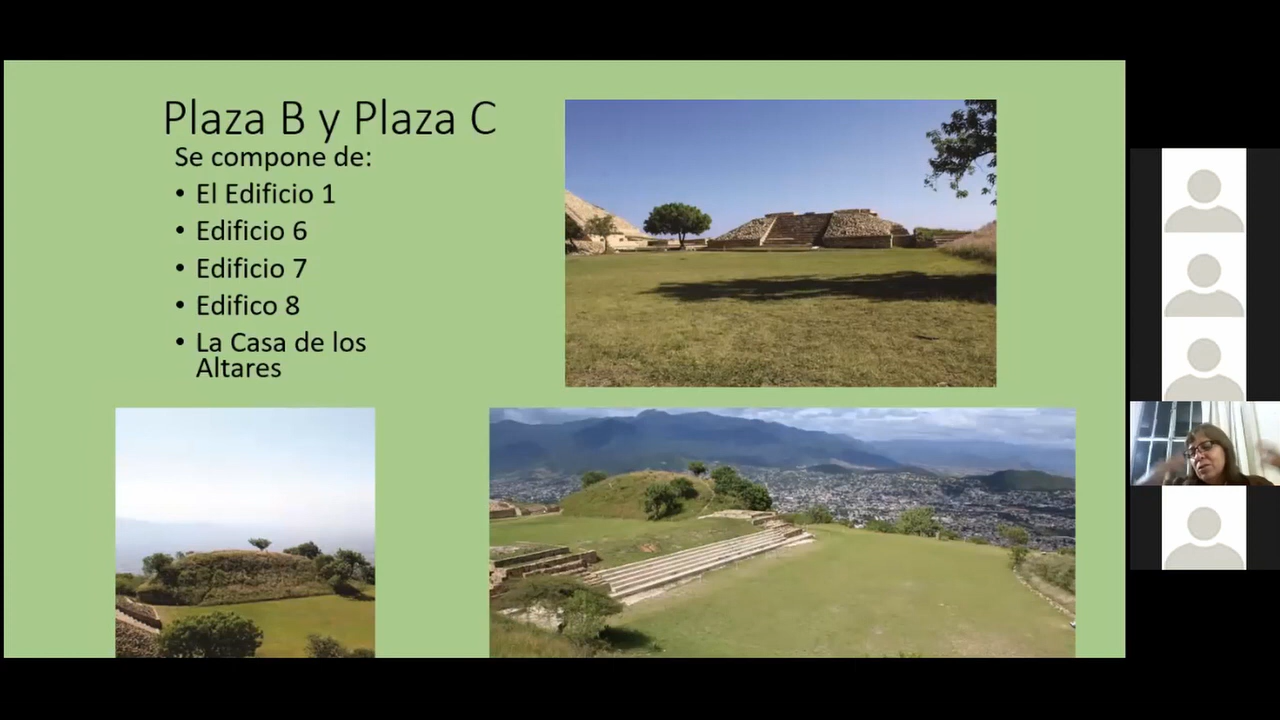 Plaza B y Plaza C
Se compone de:
• El Edificio 1
• Edificio 6
• Edificio 7
• Edifico 8
• La Casa de los
Altares